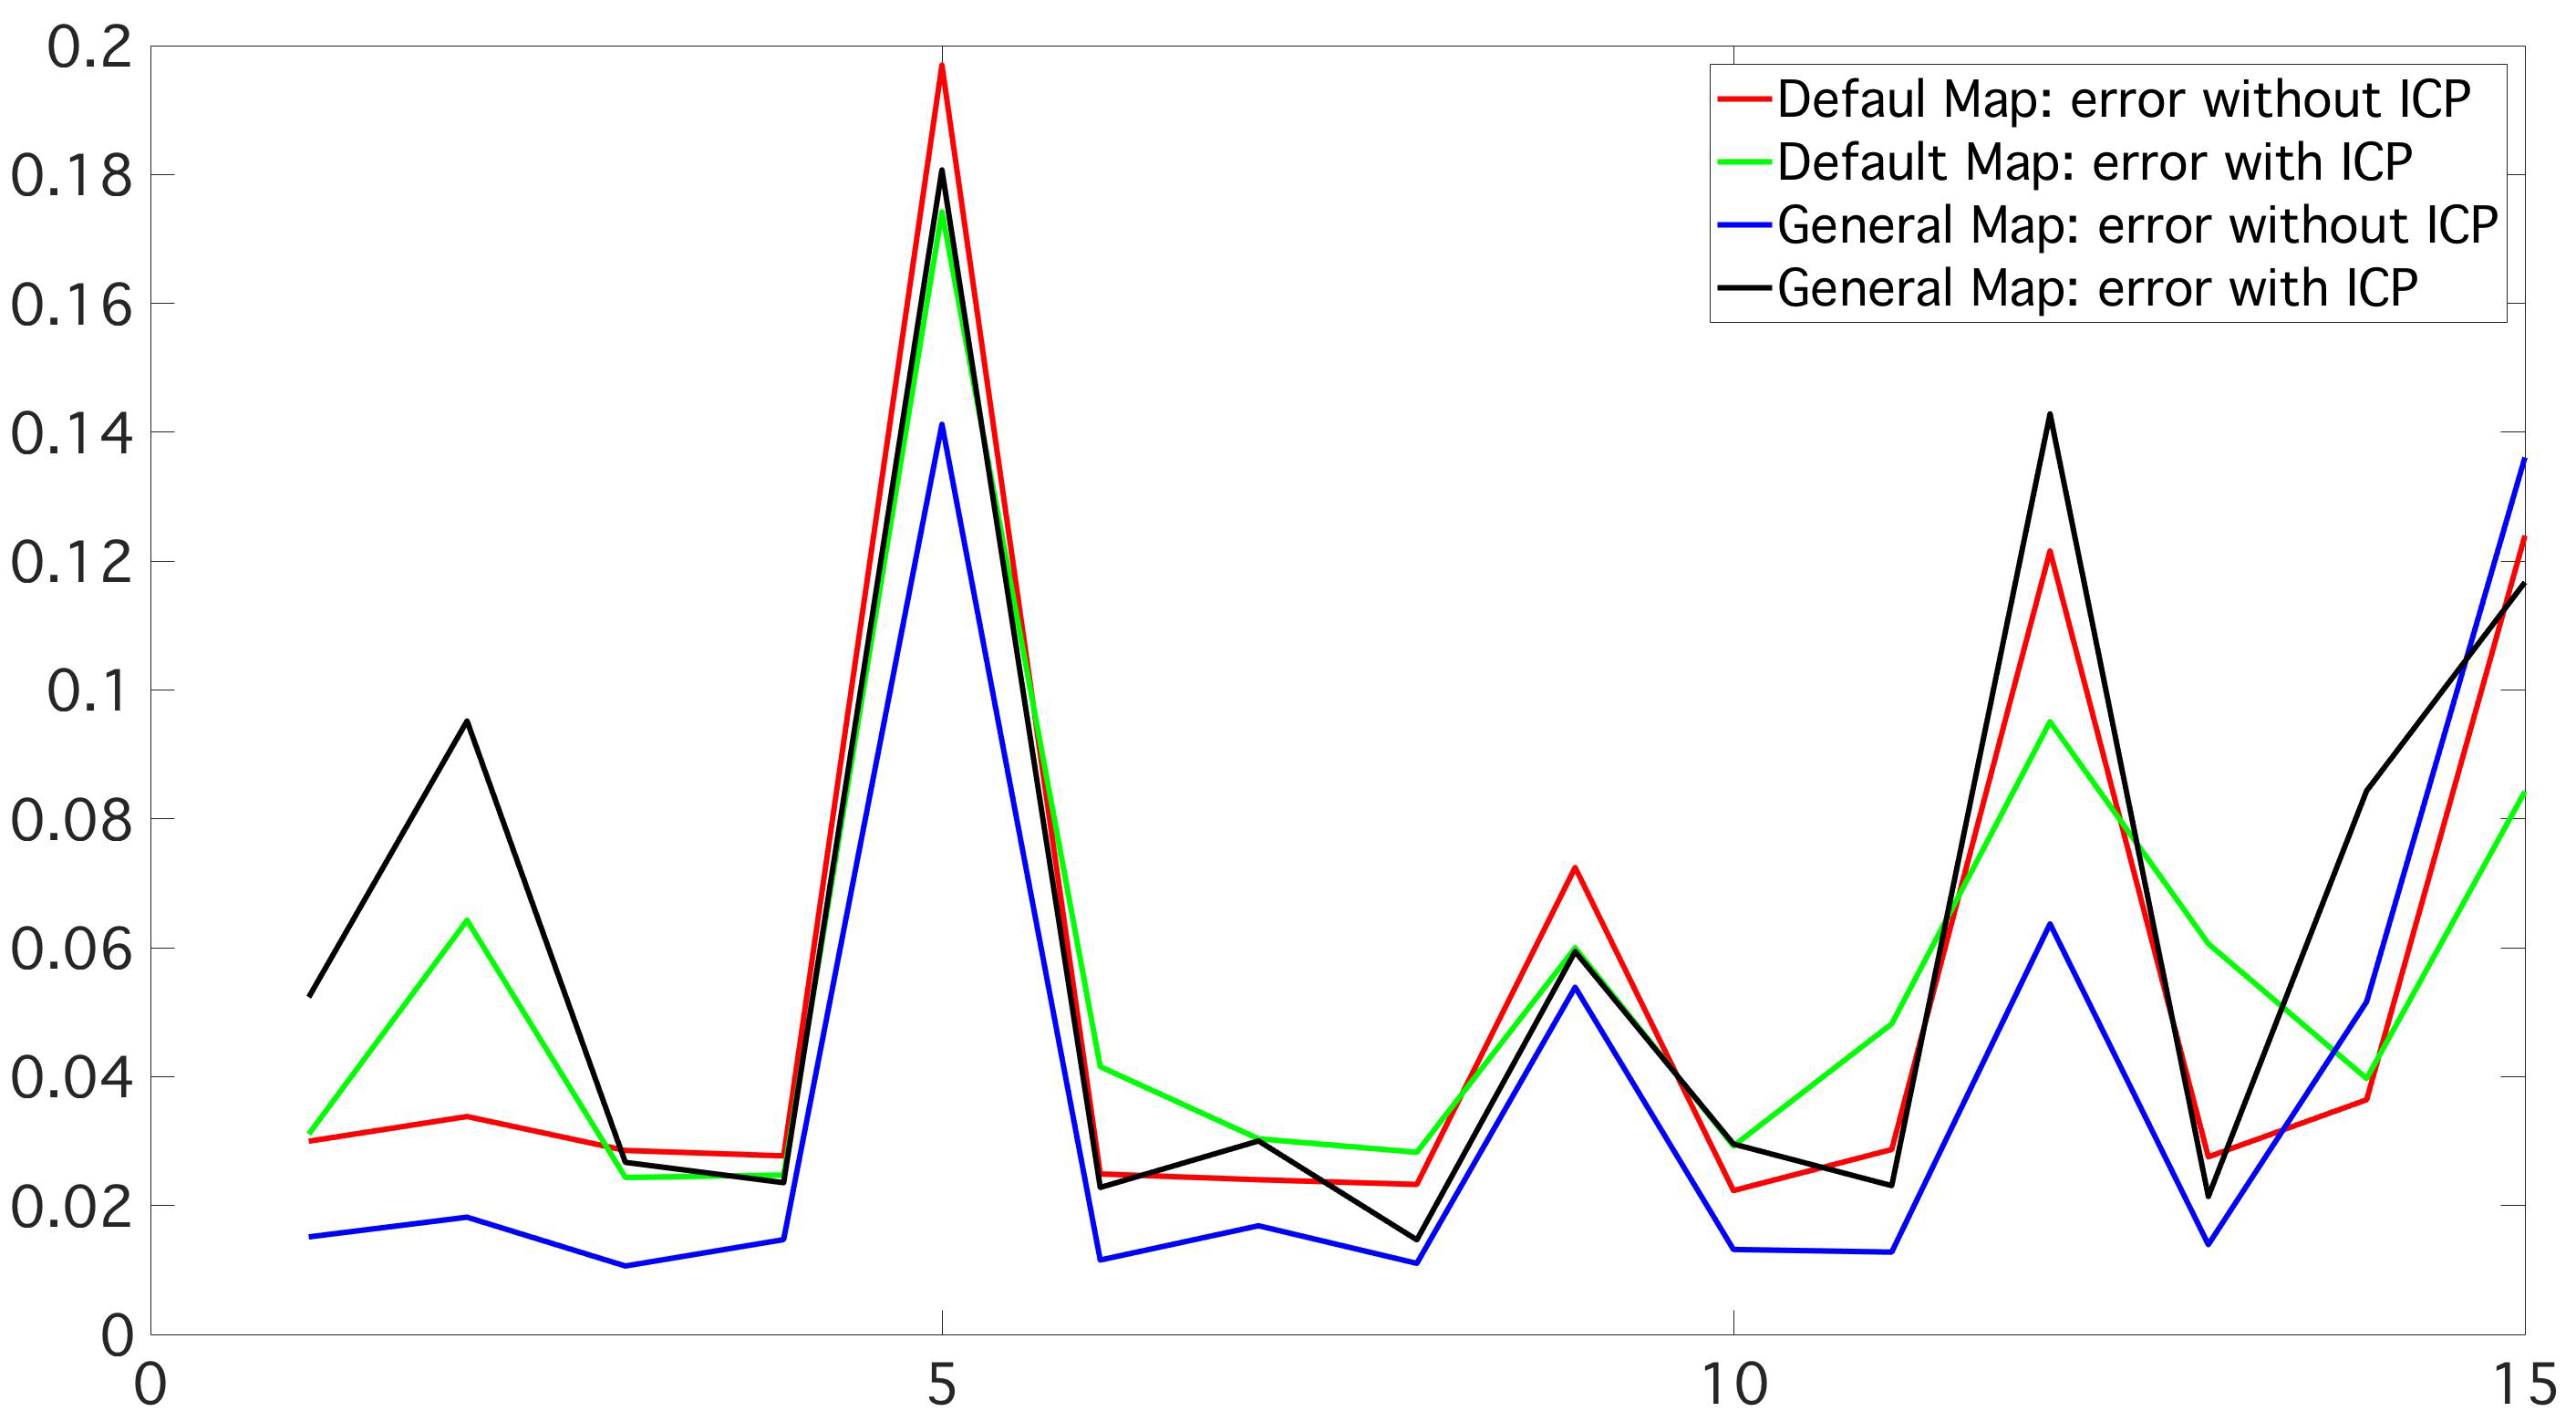 0.2
0.18
0.16
0.14
0.12
0.1
0.08
0.06
0.04
0.02
0
0 5 10 15
Defaul Map: error without ICP
Default Map: error with ICP
General Map: error without ICP
General Map: error with ICP